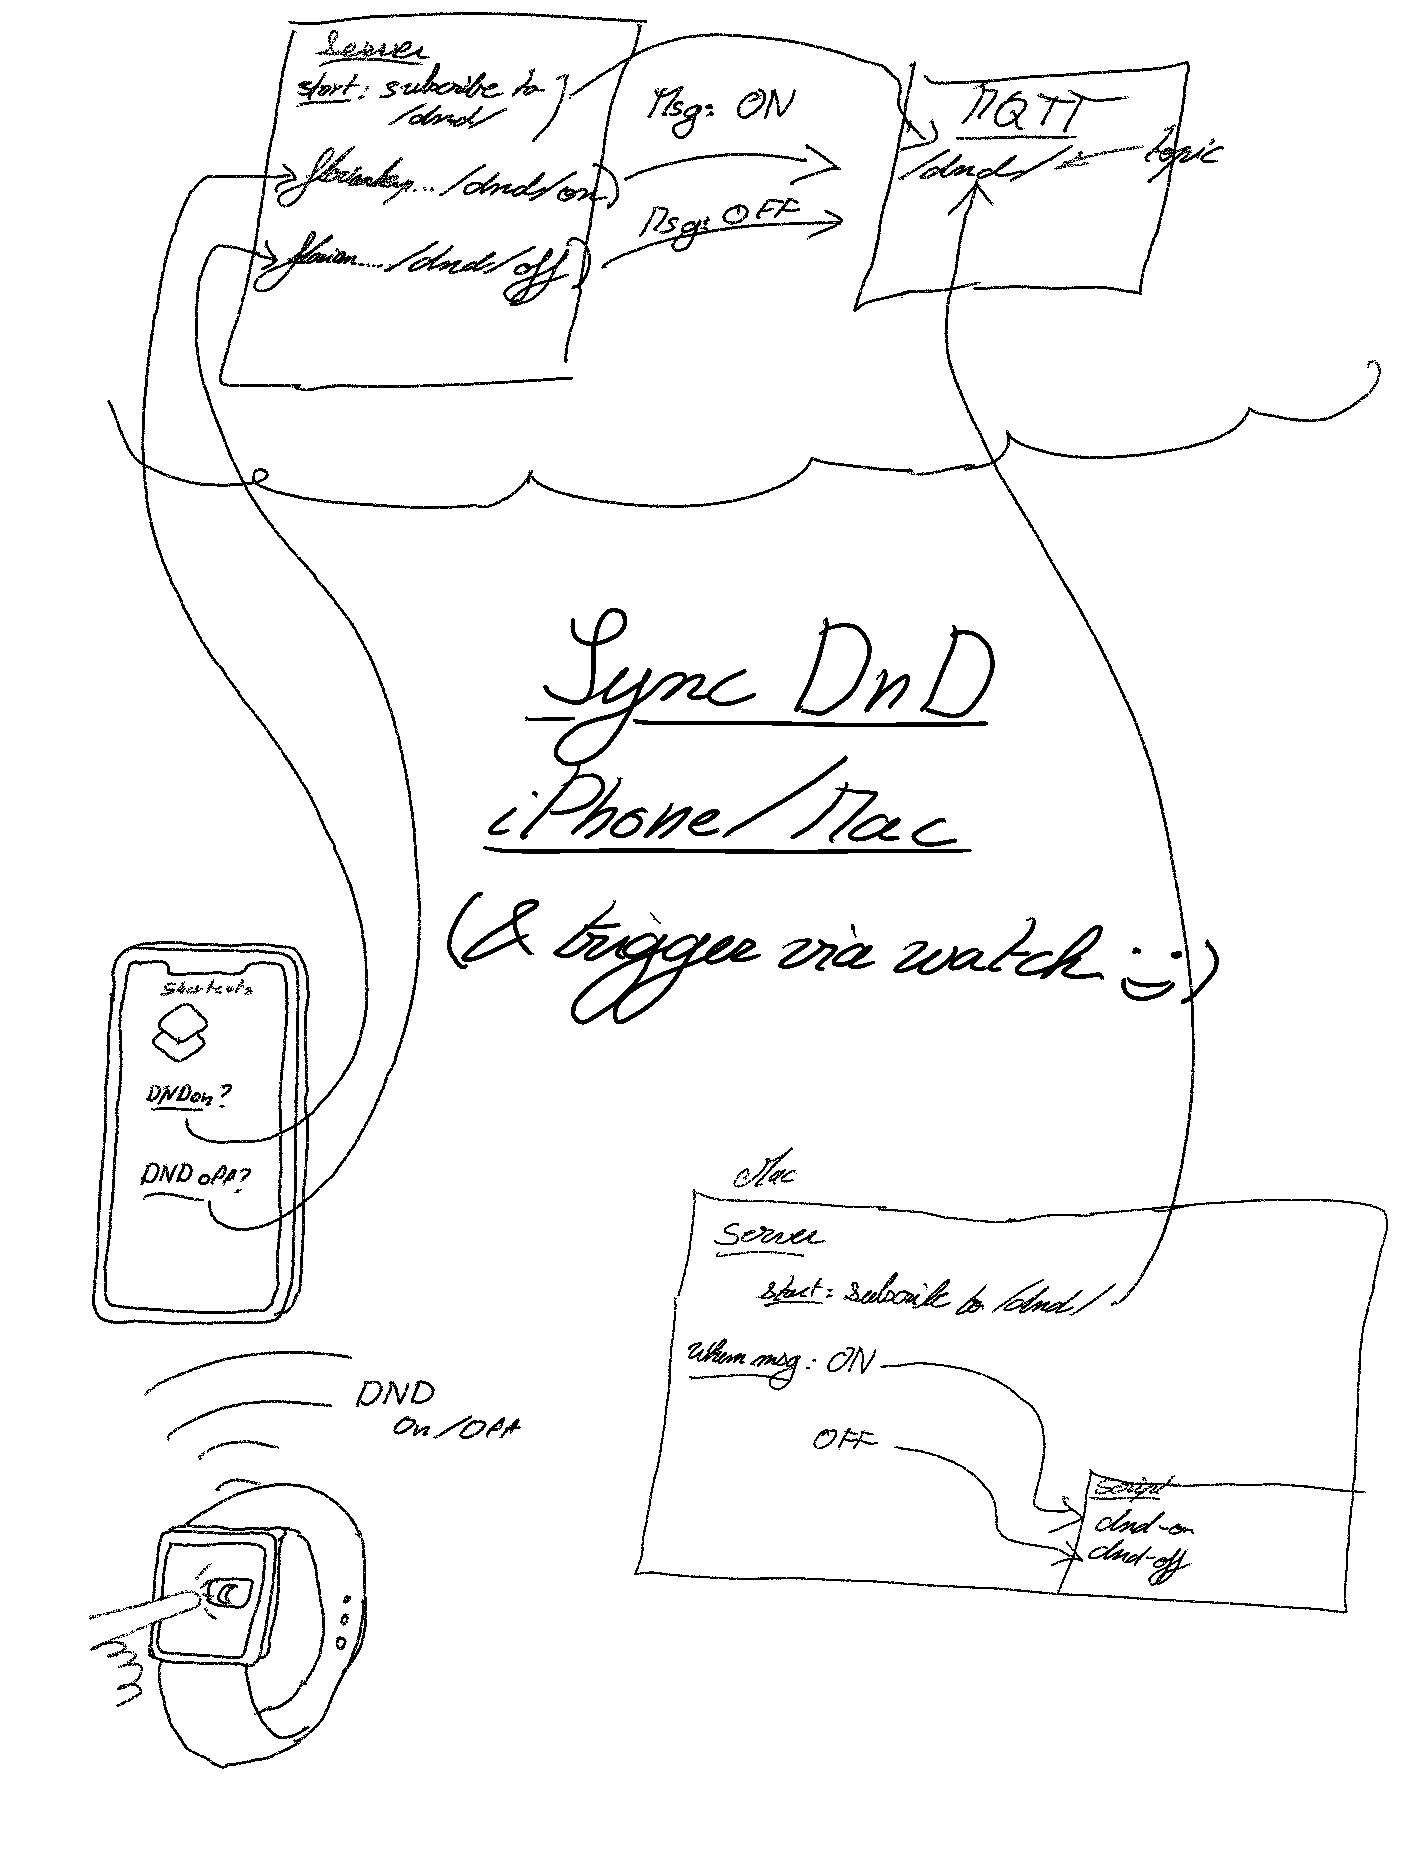 Server
start: subscribe to
/dnd/
.../dnd/on
florian.../dnd/off
Msg: ON
Msg: OFF
MQTT
/dnd/
topic
Sync DnD
iPhone/Mac
(& trigger via watch :))
Shortcuts
DND on?
DND off?
DND
On/Off
Mac
Server
start: subscribe to /dnd/
When msg: ON
OFF
Script
dnd-on
dnd-off